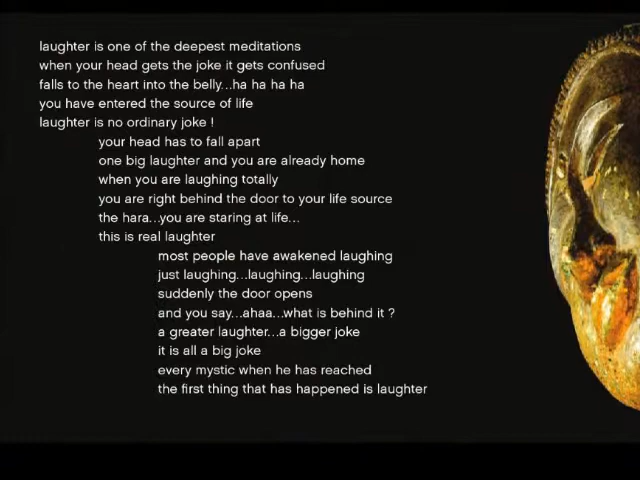 laughter is one of the deepest meditations
when your head gets the joke it gets confused
falls to the heart into the belly...ha ha ha ha
you have entered the source of life
laughter is no ordinary joke !
your head has to fall apart
one big laughter and you are already home
when you are laughing totally
you are right behind the door to your life source
the hara...you are staring at life...
this is real laughter
most people have awakened laughing
just laughing...laughing...laughing
suddenly the door opens
and you say...ahaa...what is behind it ?
a greater laughter...a bigger joke
it is all a big joke
every mystic when he has reached
the first thing that has happened is laughter